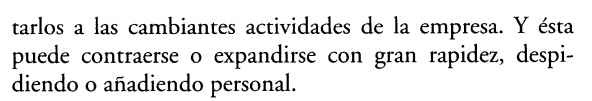 tarlos a las cambiantes actividades de la empresa. Y ésta
puede contraerse o expandirse con gran rapidez, despi-
diendo o añadiendo personal.